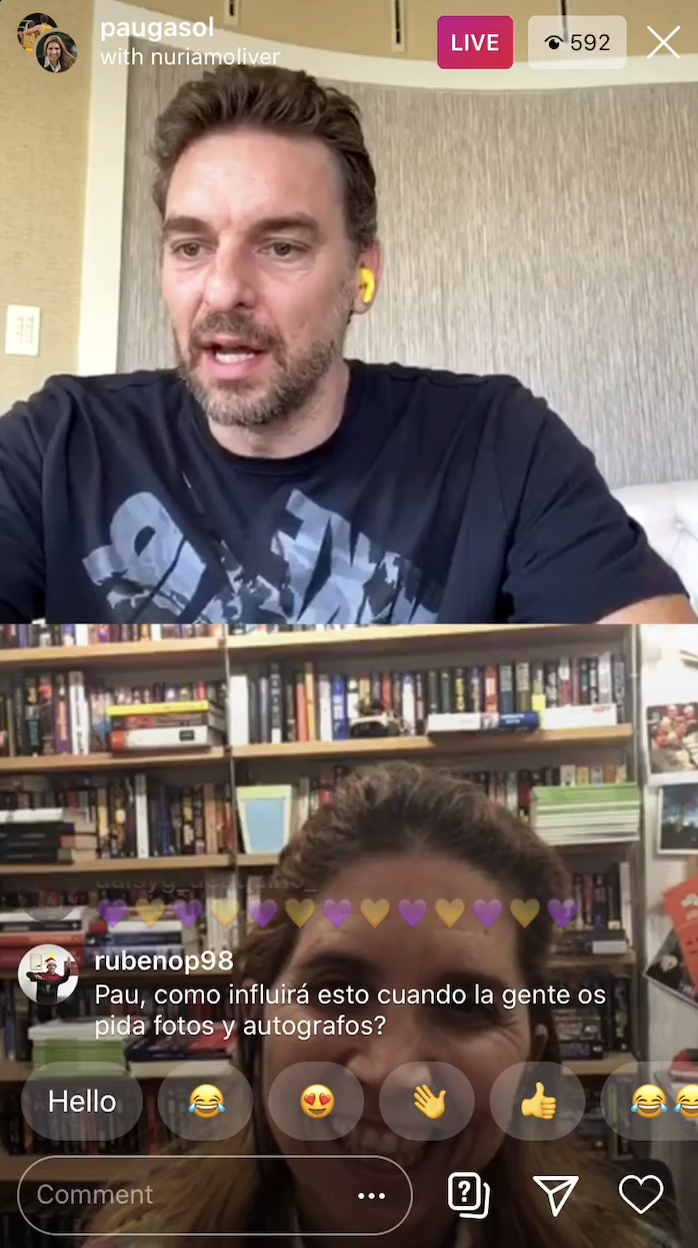 paugasol
LIVE
592
with nuriamoliver
rubenop98
Pau, como influirá esto cuando la gente os
pida fotos y autografos?
Hello
Comment